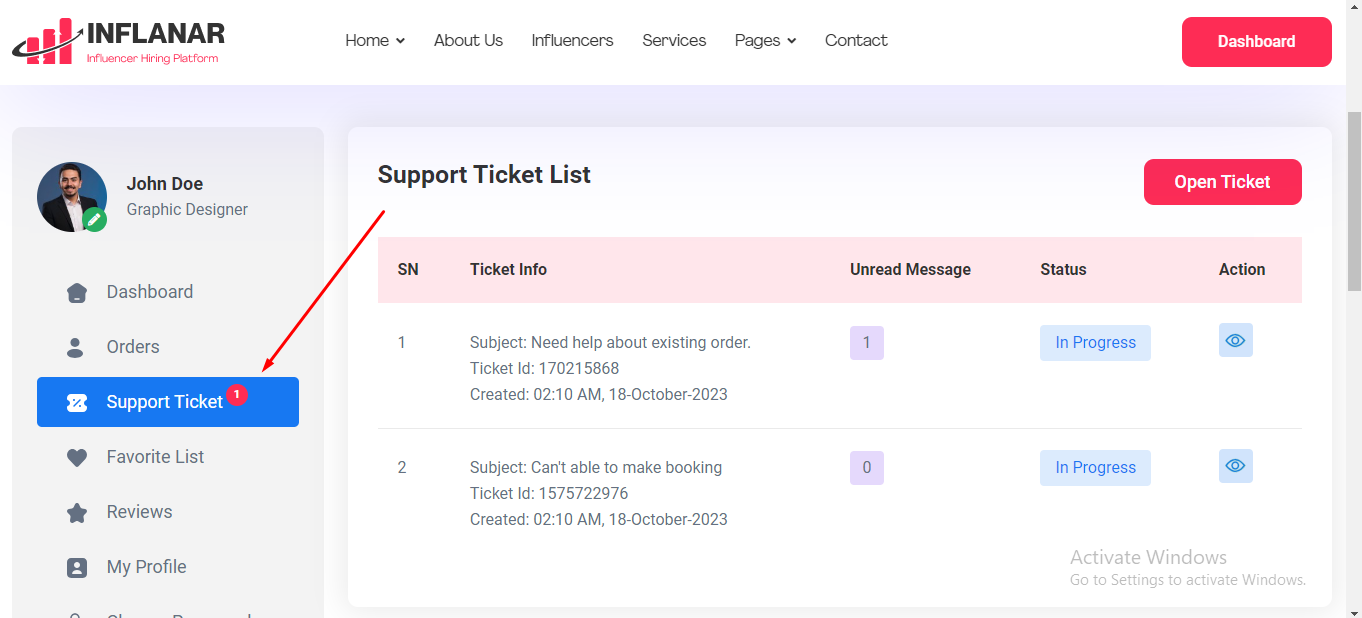 INFLANAR
Influencer Hiring Platform
Home
About Us
Influencers
Services
Pages
Contact
Dashboard
John Doe
Graphic Designer
Dashboard
Orders
Support Ticket
1
Favorite List
Reviews
My Profile
Support Ticket List
Open Ticket
SN
Ticket Info
Unread Message
Status
Action
1
Subject: Need help about existing order.
Ticket Id: 170215868
Created: 02:10 AM, 18-October-2023
1
In Progress
2
Subject: Can't able to make booking
Ticket Id: 1575722976
Created: 02:10 AM, 18-October-2023
0
In Progress
Activate Windows
Go to Settings to activate Windows.